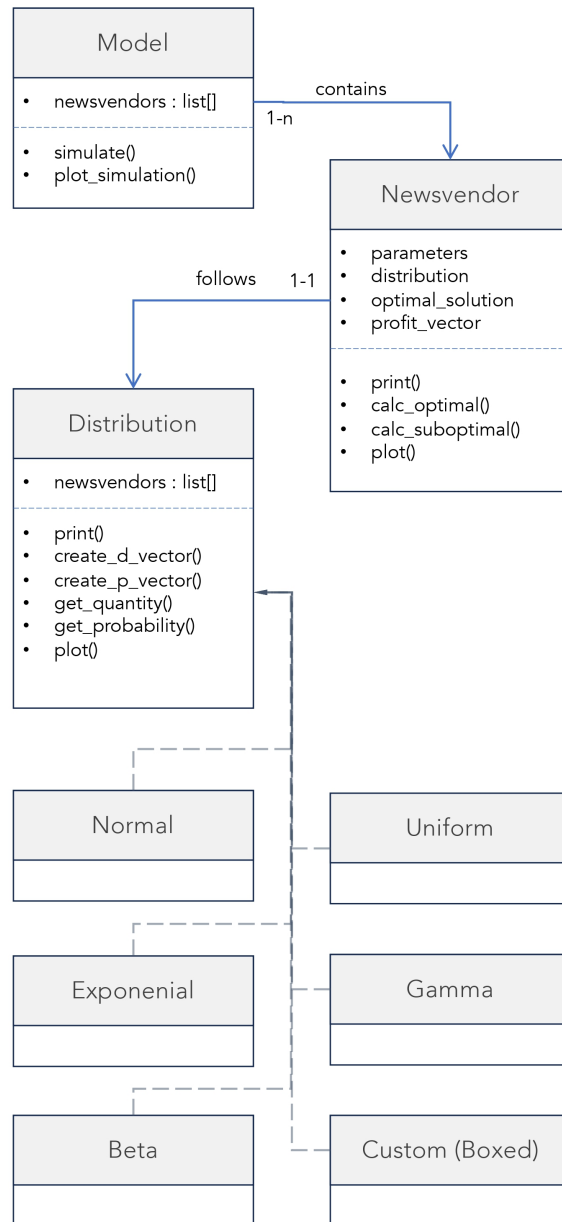 Model
• newsvendors : list[]
• simulate()
• plot_simulation()
contains
1-n
Newsvendor
• parameters
• distribution
• optimal_solution
• profit_vector
• print()
• calc_optimal()
• calc_suboptimal()
• plot()
follows
1-1
Distribution
• newsvendors : list[]
• print()
• create_d_vector()
• create_p_vector()
• get_quantity()
• get_probability()
• plot()
Normal
Uniform
Exponenial
Gamma
Beta
Custom (Boxed)